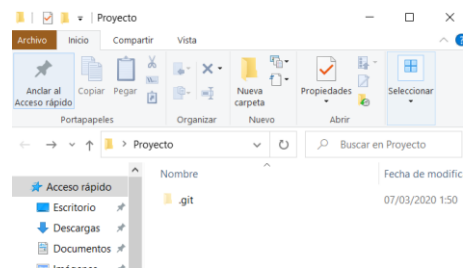 Proyecto
Archivo Inicio Compartir Vista
Anclar al Acceso rápido
Copiar
Pegar
Nueva carpeta
Propiedades
Seleccionar
Portapapeles Organizar Nuevo Abrir
Proyecto
Buscar en Proyecto
Nombre Fecha de modific
Acceso rápido
.git 07/03/2020 1:50
Escritorio
Descargas
Documentos
Imágenes